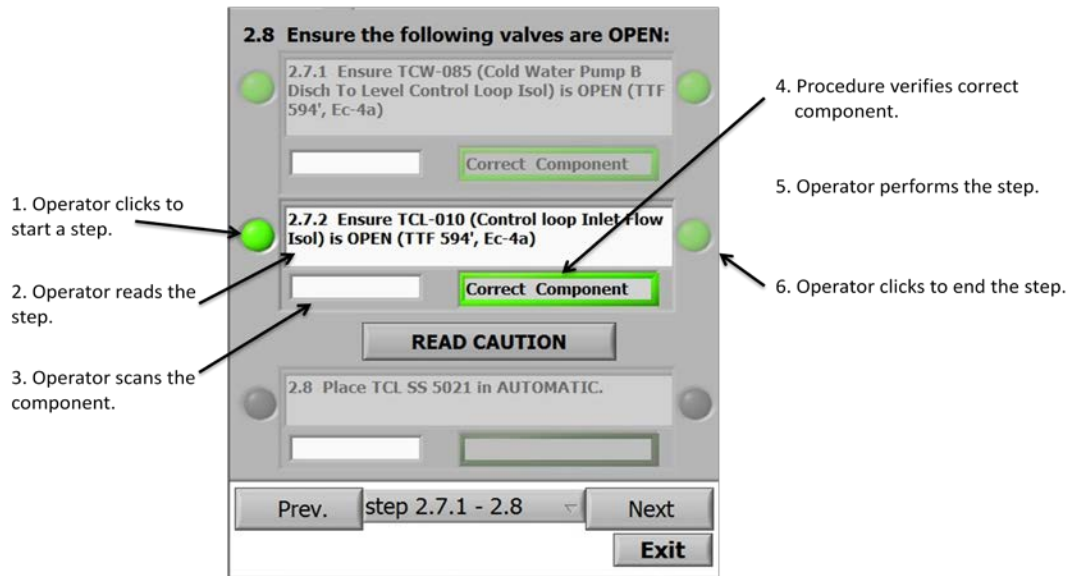 2.8 Ensure the following valves are OPEN:
2.7.1 Ensure TCW-085 (Cold Water Pump B
Disch To Level Control Loop Isol) is OPEN (TTF
594', Ec-4a)
Correct Component
4. Procedure verifies correct
component.
5. Operator performs the step.
1. Operator clicks to
start a step.
2.7.2 Ensure TCL-010 (Control loop Inlet Flow
Isol) is OPEN (TTF 594', Ec-4a)
2. Operator reads the
step.
Correct Component
6. Operator clicks to end the step.
READ CAUTION
3. Operator scans the
component.
2.8 Place TCL SS 5021 in AUTOMATIC.
Prev.
step 2.7.1 - 2.8
Next
Exit